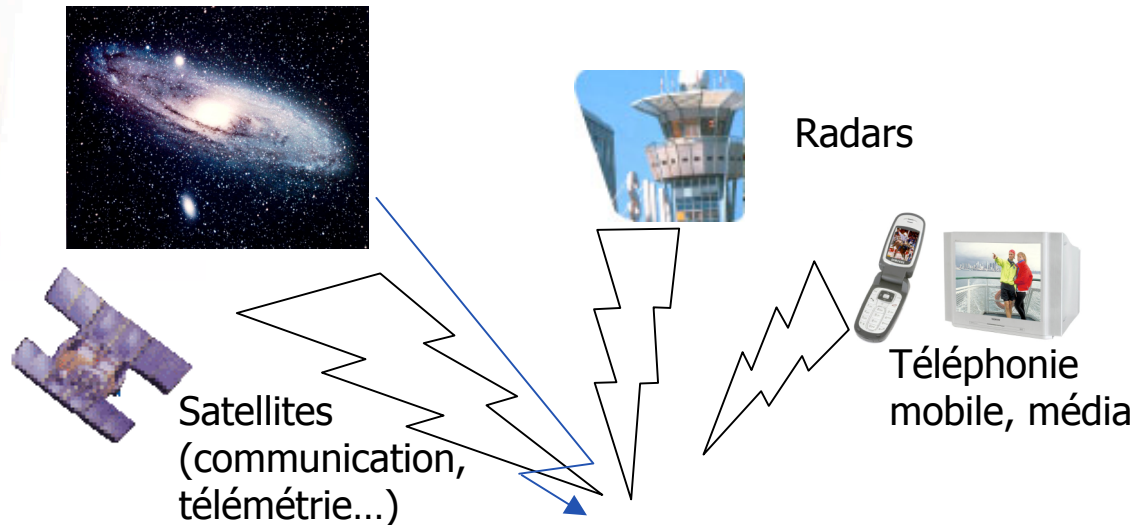 Radars
Téléphonie
mobile, média
Satellites
(communication,
télémétrie…)